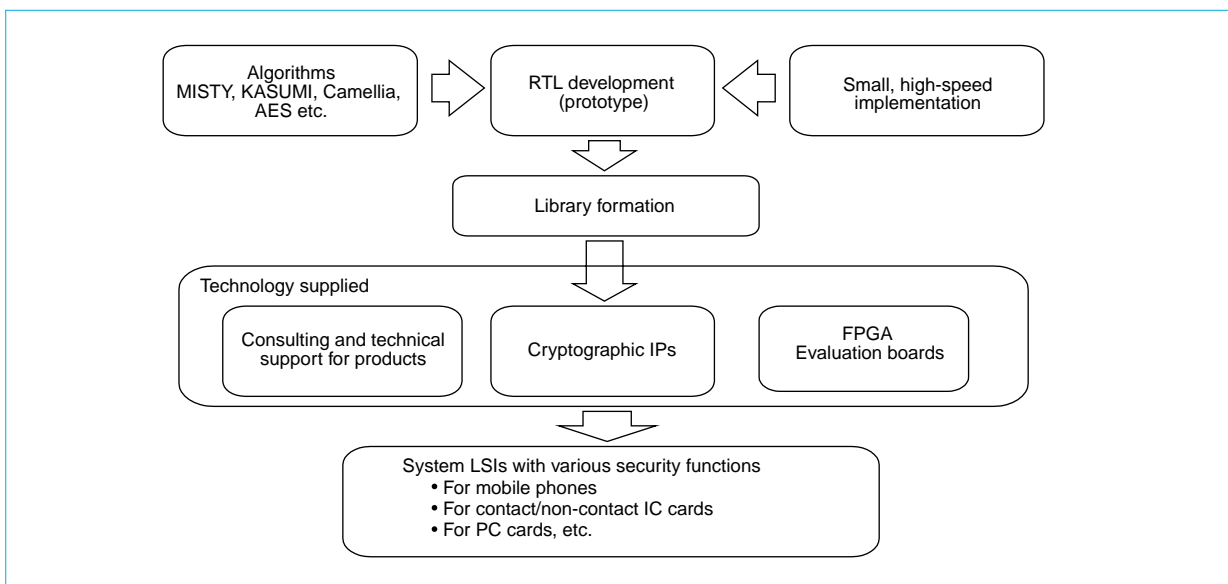 Algorithms
MISTY, KASUMI, Camellia,
AES etc.
RTL development
(prototype)
Small, high-speed
implementation
Library formation
Technology supplied
Consulting and technical
support for products
Cryptographic IPs
FPGA
Evaluation boards
System LSIs with various security functions
• For mobile phones
• For contact/non-contact IC cards
• For PC cards, etc.